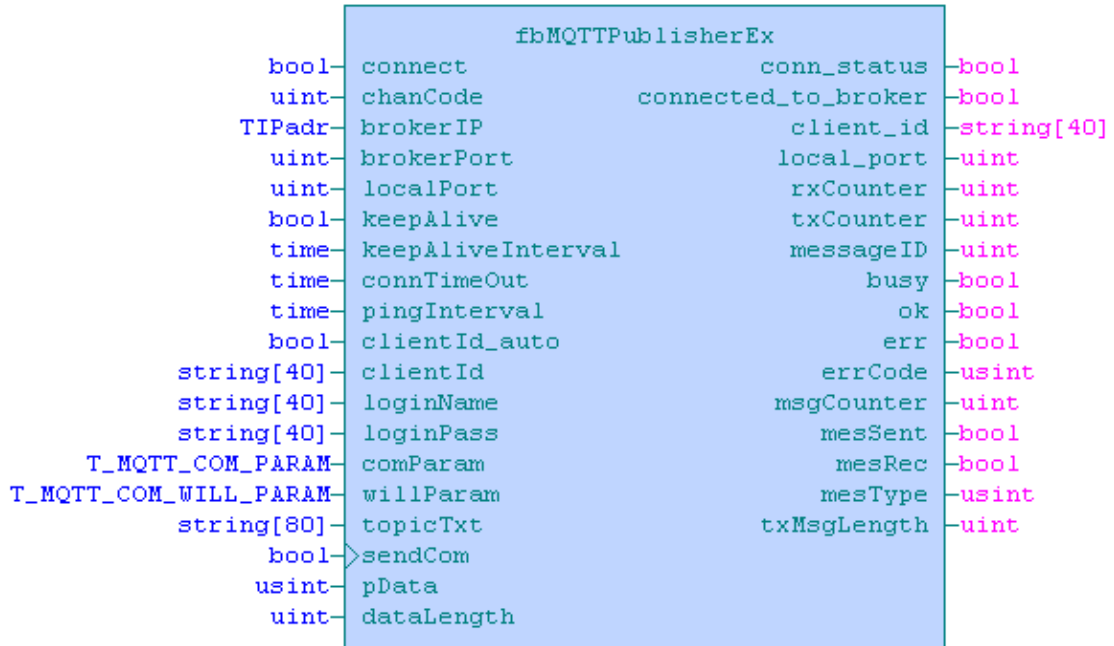 fbMQTTPublisherEx
bool connect conn_status bool
uint chanCode connected_to_broker bool
TIPadr brokerIP client_id string[40]
uint brokerPort local_port uint
uint localPort rxCounter uint
bool keepAlive txCounter uint
time keepAliveInterval messageID uint
time connTimeOut busy bool
time pingInterval ok bool
bool clientId_auto err bool
string[40] clientId errCode usint
string[40] loginName msgCounter uint
string[40] loginPass mesSent bool
T_MQTT_COM_PARAM comParam mesRec bool
T_MQTT_COM_WILL_PARAM willParam mesType usint
string[80] topicTxt txMsgLength uint
bool sendCom
usint pData
uint dataLength